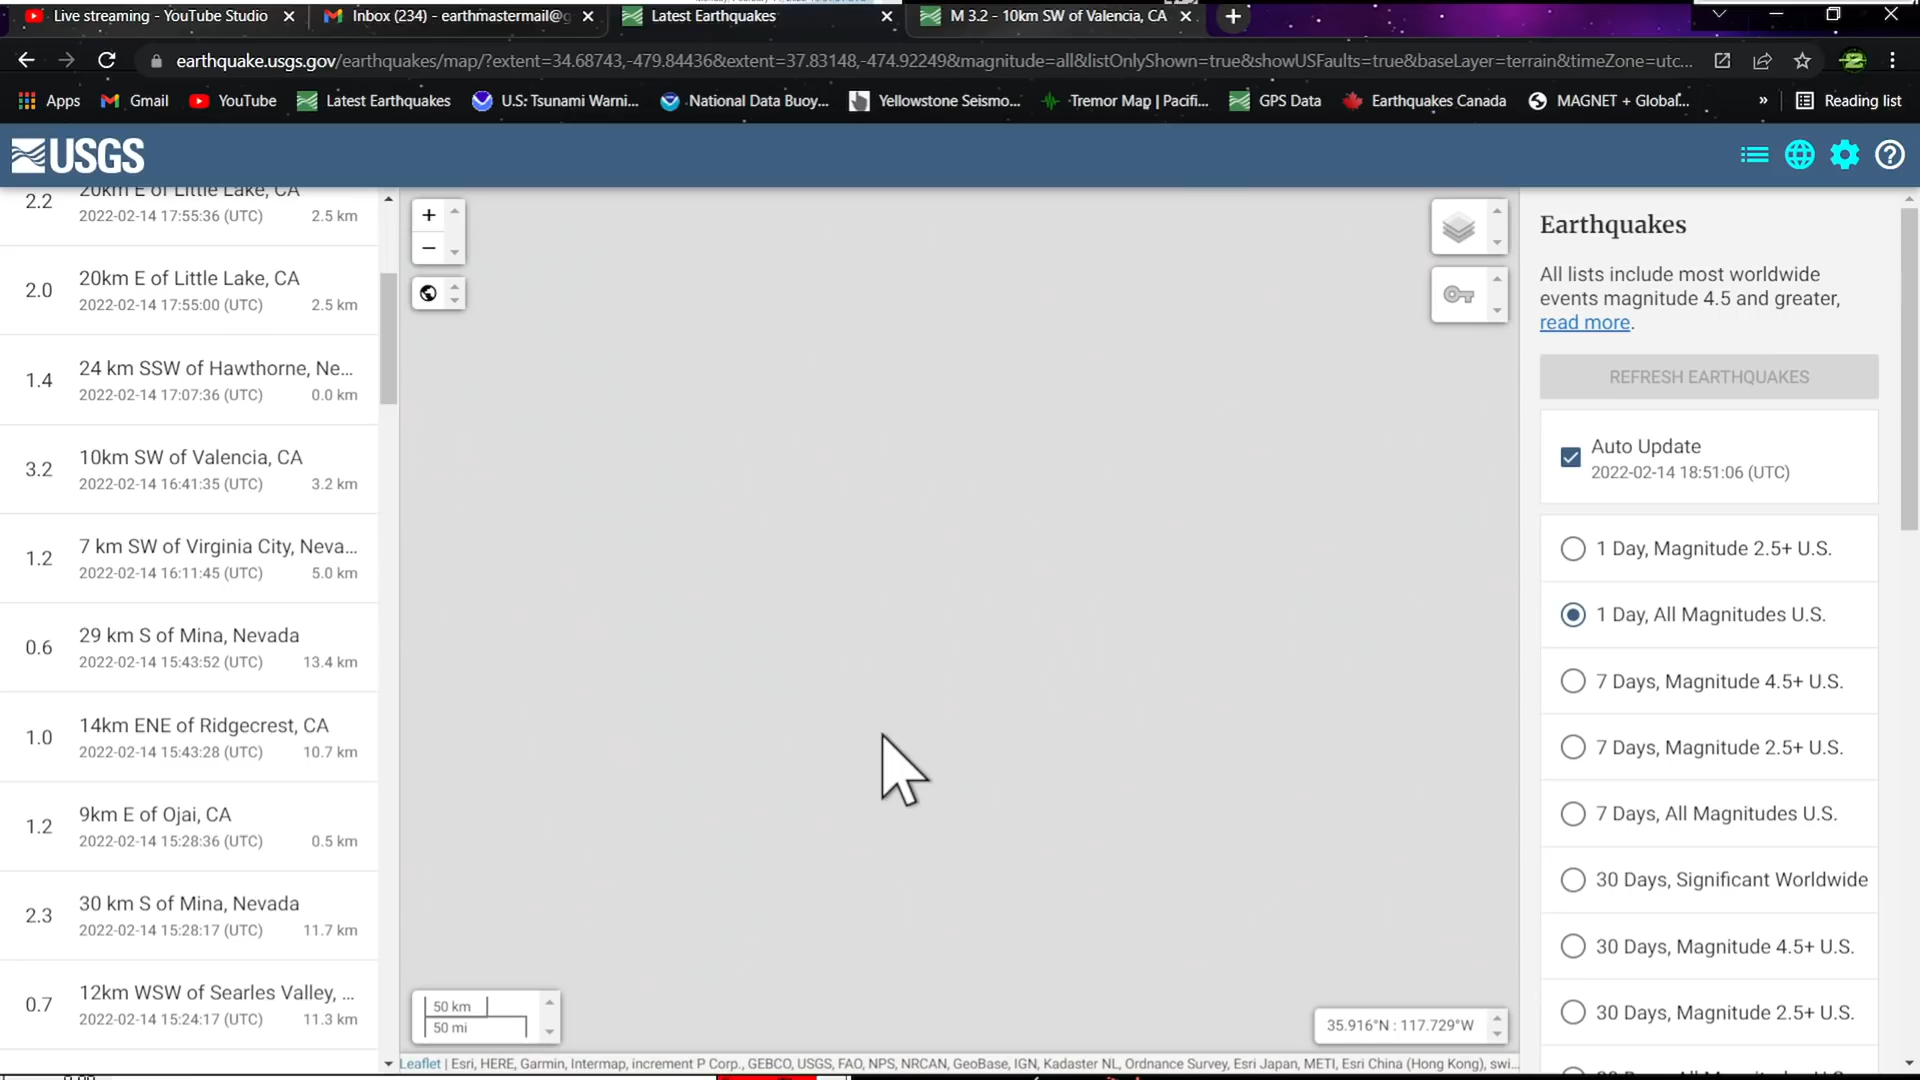 Live streaming - YouTube Studio
Inbox (234) - earthmastermail@g
Latest Earthquakes
M 3.2 - 10km SW of Valencia, CA
earthquake.usgs.gov/earthquakes/map/?extent=34.68743,-479.84436&extent=37.83148,-474.92249&magnitude=all&listOnlyShown=true&showUSFaults=true&baseLayer=terrain&timeZone=utc...
Apps
Gmail
YouTube
Latest Earthquakes
U.S: Tsunami Warni...
National Data Buoy...
Yellowstone Seismo...
Tremor Map | Pacifi...
GPS Data
Earthquakes Canada
MAGNET + Global...
»
Reading list
USGS
2.2 20km E of Little Lake, CA
2022-02-14 17:55:36 (UTC) 2.5 km
2.0 20km E of Little Lake, CA
2022-02-14 17:55:00 (UTC) 2.5 km
1.4 24 km SSW of Hawthorne, Ne...
2022-02-14 17:07:36 (UTC) 0.0 km
3.2 10km SW of Valencia, CA
2022-02-14 16:41:35 (UTC) 3.2 km
1.2 7 km SW of Virginia City, Neva...
2022-02-14 16:11:45 (UTC) 5.0 km
0.6 29 km S of Mina, Nevada
2022-02-14 15:43:52 (UTC) 13.4 km
1.0 14km ENE of Ridgecrest, CA
2022-02-14 15:43:28 (UTC) 10.7 km
1.2 9km E of Ojai, CA
2022-02-14 15:28:36 (UTC) 0.5 km
2.3 30 km S of Mina, Nevada
2022-02-14 15:28:17 (UTC) 11.7 km
0.7 12km WSW of Searles Valley, ...
2022-02-14 15:24:17 (UTC) 11.3 km
+
−
50 km
50 mi
35.916°N : 117.729°W
Leaflet | Esri, HERE, Garmin, Intermap, increment P Corp., GEBCO, USGS, FAO, NPS, NRCAN, GeoBase, IGN, Kadaster NL, Ordnance Survey, Esri Japan, METI, Esri China (Hong Kong), swi...
Earthquakes
All lists include most worldwide
events magnitude 4.5 and greater,
read more.
REFRESH EARTHQUAKES
Auto Update
2022-02-14 18:51:06 (UTC)
1 Day, Magnitude 2.5+ U.S.
1 Day, All Magnitudes U.S.
7 Days, Magnitude 4.5+ U.S.
7 Days, Magnitude 2.5+ U.S.
7 Days, All Magnitudes U.S.
30 Days, Significant Worldwide
30 Days, Magnitude 4.5+ U.S.
30 Days, Magnitude 2.5+ U.S.